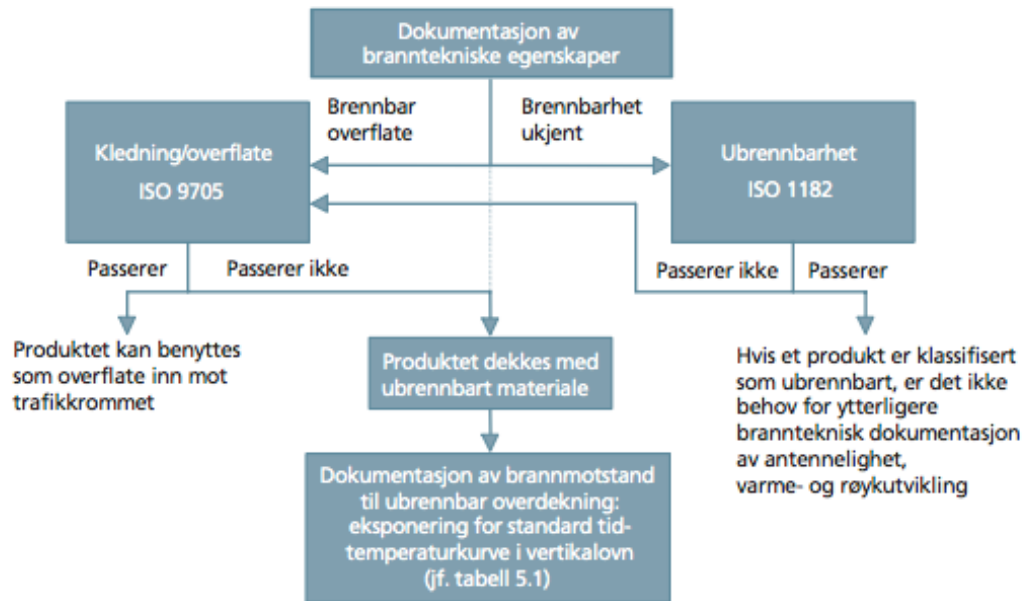 Dokumentasjon av
branntekniske egenskaper
Brennbar
overflate
Brennbarhet
ukjent
Kledning/overflate
ISO 9705
Ubrennbarhet
ISO 1182
Passerer
Passerer ikke
Passerer ikke
Passerer
Produktet kan benyttes
som overflate inn mot
trafikkrommet
Produktet dekkes med
ubrennbart materiale
Hvis et produkt er klassifisert
som ubrennbart, er det ikke
behov for ytterligere
brannteknisk dokumentasjon
av antennelighet,
varme- og røykutvikling
Dokumentasjon av brannmotstand
til ubrennbar overdekning:
eksponering for standard tid-
temperaturkurve i vertikalovn
(jf. tabell 5.1)